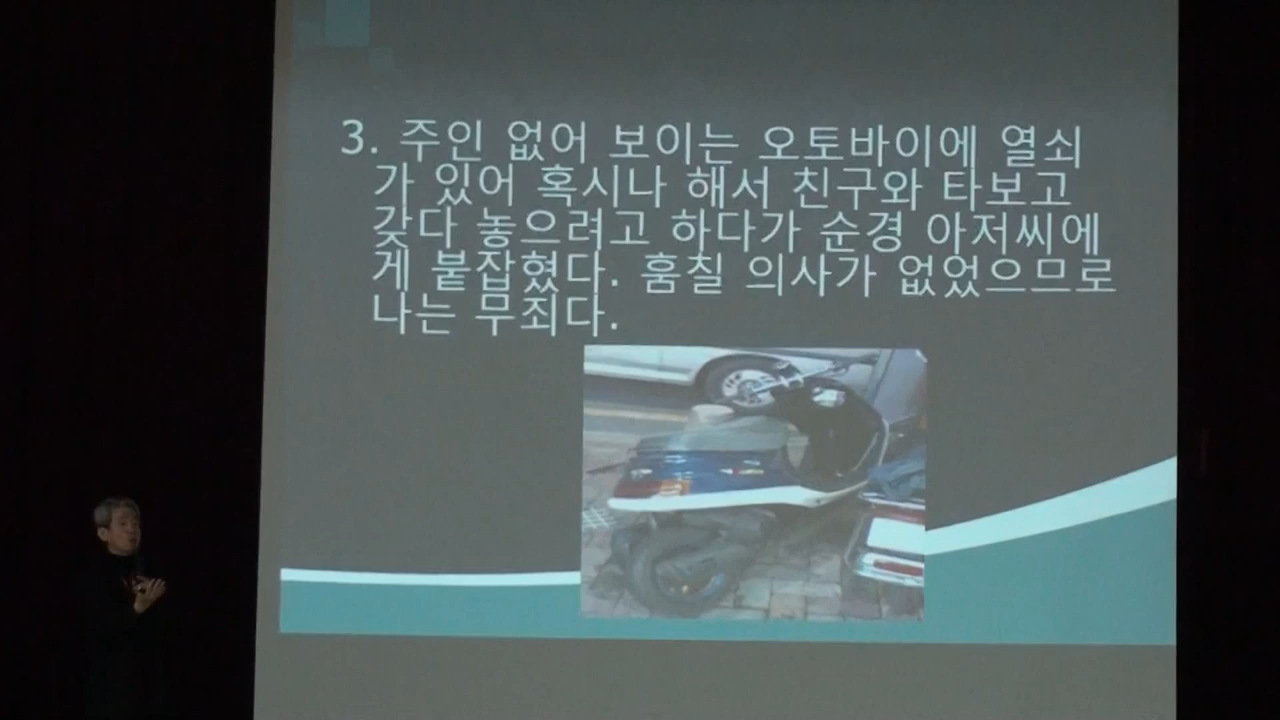 3. 주인 없어 보이는 오토바이에 열쇠
가 있어 혹시나 해서 친구와 타보고
갖다 놓으려고 하다가 순경 아저씨에
게 붙잡혔다. 훔칠 의사가 없었으므로
나는 무죄다.